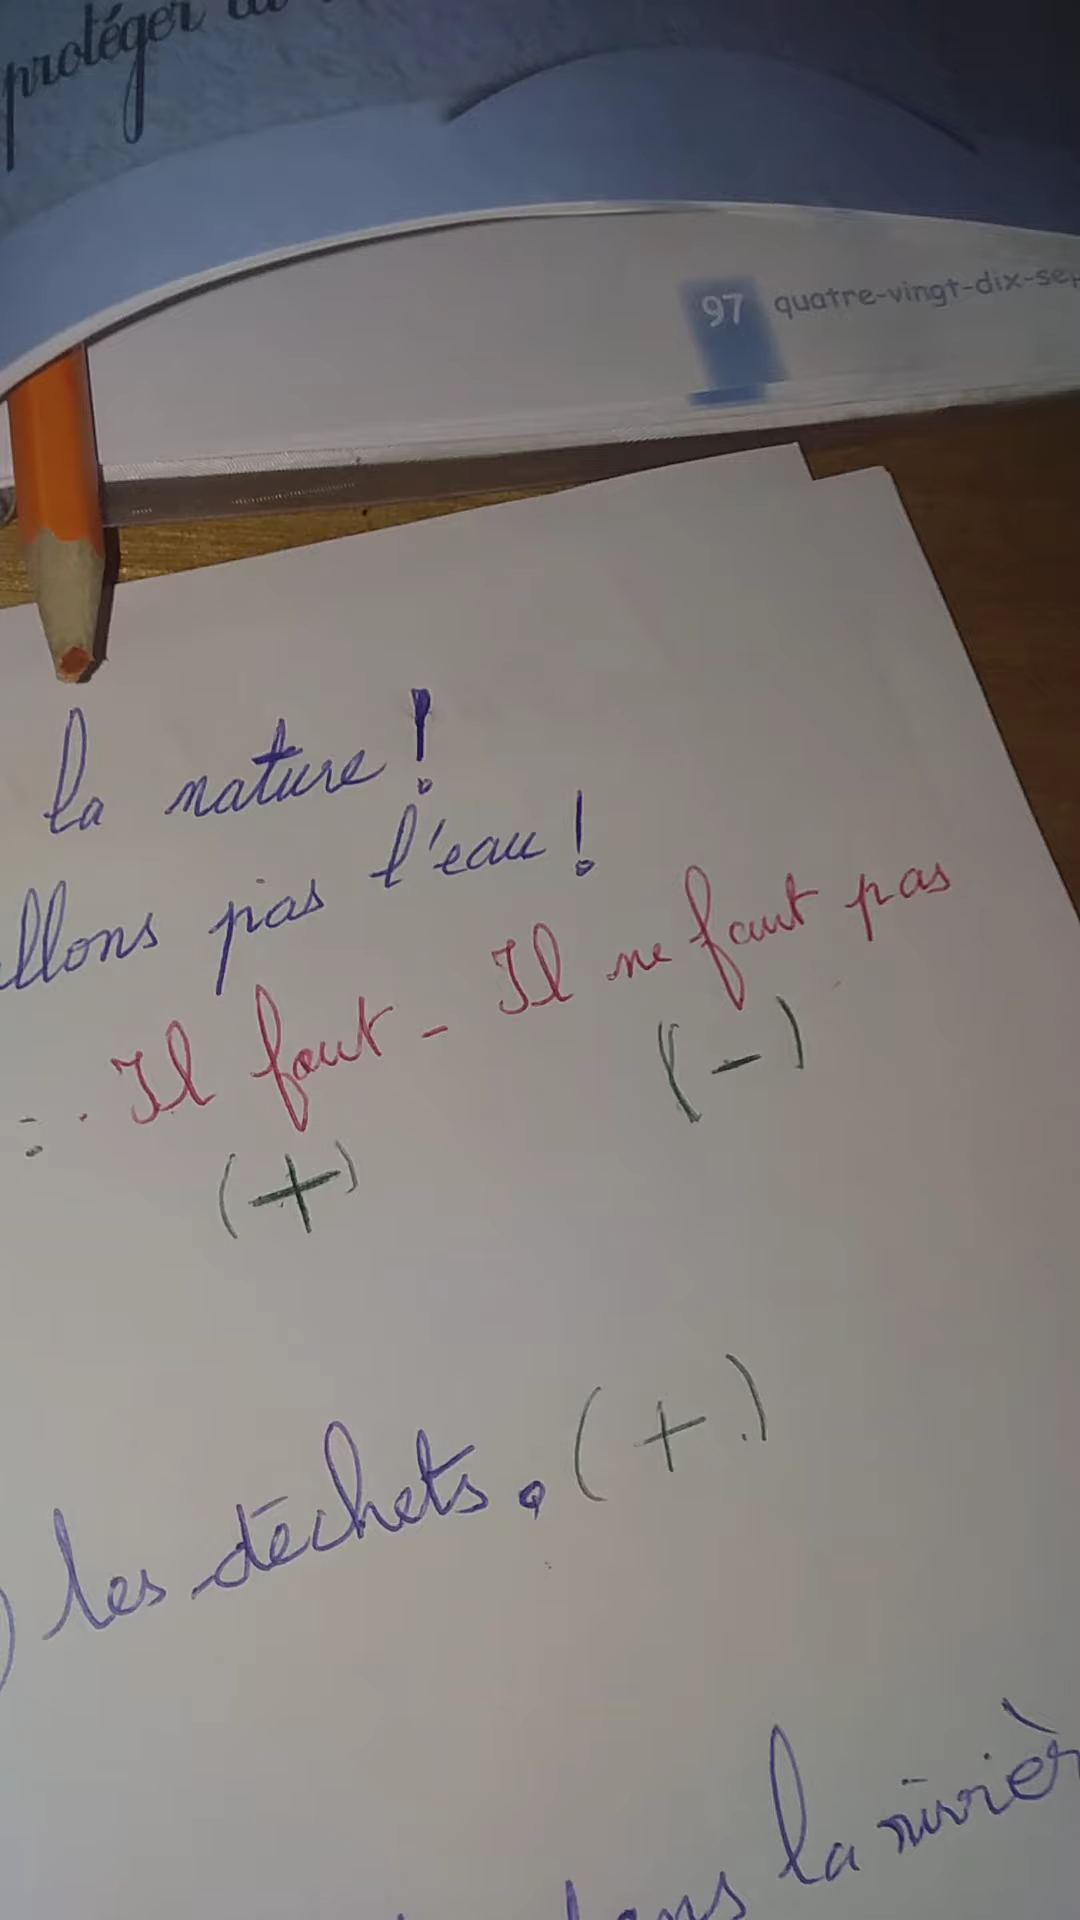 protéger
97 quatre-vingt-dix-sep
la nature !
llons pas l'eau !
: . Il faut - Il ne faut pas
(+) (-)
) les déchets. (+)
la rivièr